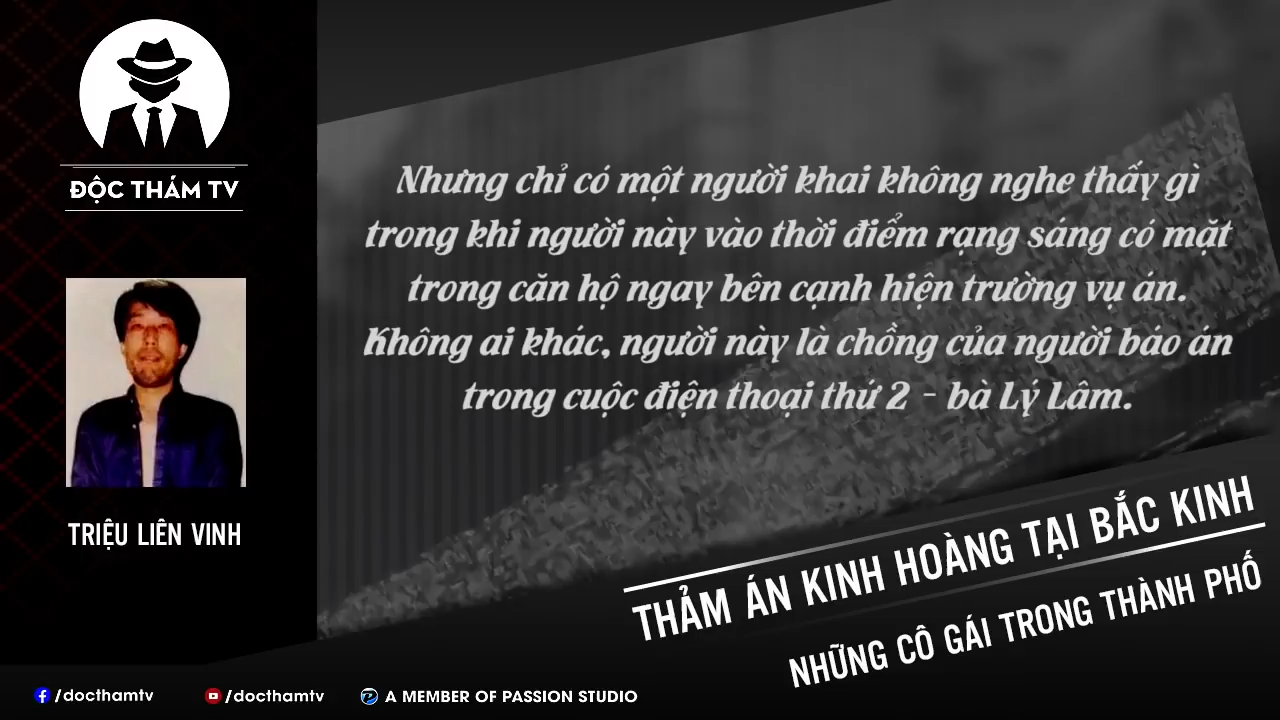 ĐỘC THÁM TV
TRIỆU LIÊN VINH
Nhưng chỉ có một người khai không nghe thấy gì
trong khi người này vào thời điểm rạng sáng có mặt
trong căn hộ ngay bên cạnh hiện trường vụ án.
Không ai khác, người này là chồng của người báo án
trong cuộc điện thoại thứ 2 - bà Lý Lâm.
THẢM ÁN KINH HOÀNG TẠI BẮC KINH
NHỮNG CÔ GÁI TRONG THÀNH PHỐ
/docthamtv
/docthamtv
A MEMBER OF PASSION STUDIO